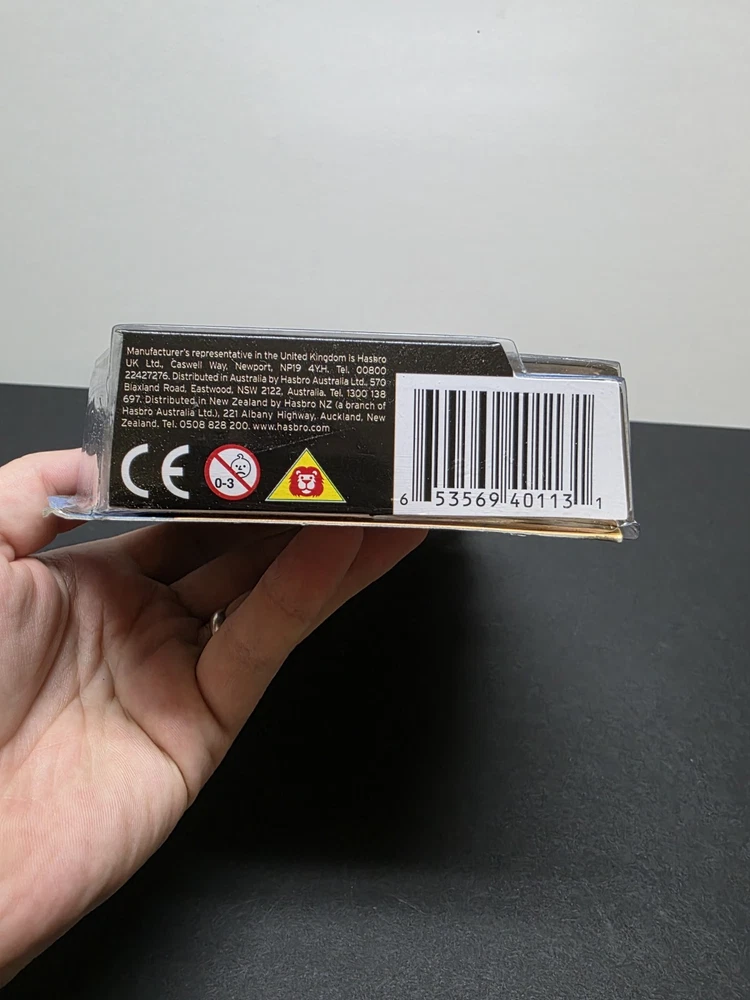 Manufacturer's representative in the United Kingdom is Hasbro
UK Ltd., Caswell Way, Newport, NP19 4YH. Tel. 00800
22427276. Distributed in Australia by Hasbro Australia Ltd., 570
Blaxland Road, Eastwood, NSW 2122, Australia. Tel. 1300 138
697. Distributed in New Zealand by Hasbro NZ (a branch of
Hasbro Australia Ltd.), 221 Albany Highway, Auckland, New
Zealand. Tel. 0508 828 200. www.hasbro.com
CE
0-3
6 53569 40113 1